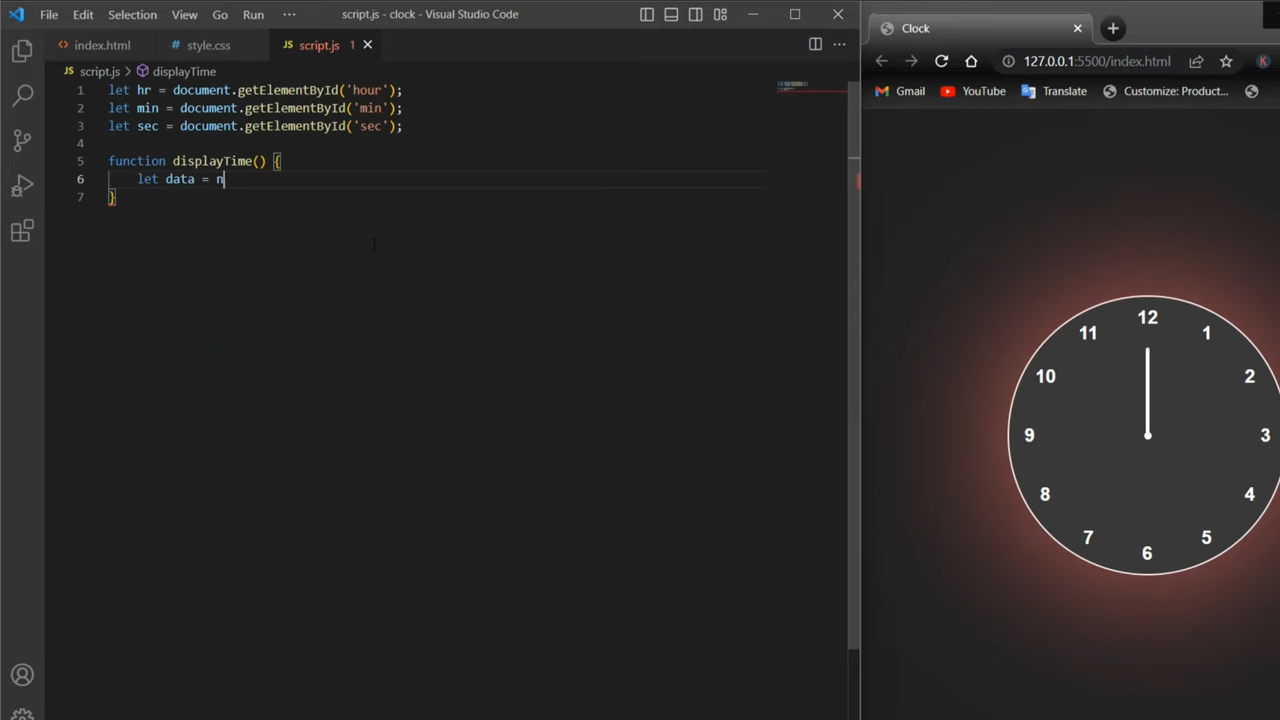 File Edit Selection View Go Run ··· script.js - clock - Visual Studio Code
index.html style.css JS script.js 1
JS script.js > displayTime
1 let hr = document.getElementById('hour');
2 let min = document.getElementById('min');
3 let sec = document.getElementById('sec');
4
5 function displayTime() {
6 let data = n
7 }
Clock
127.0.0.1:5500/index.html
K
Gmail YouTube Translate Customize: Product...
12
11 1
10 2
9 3
8 4
7 5
6